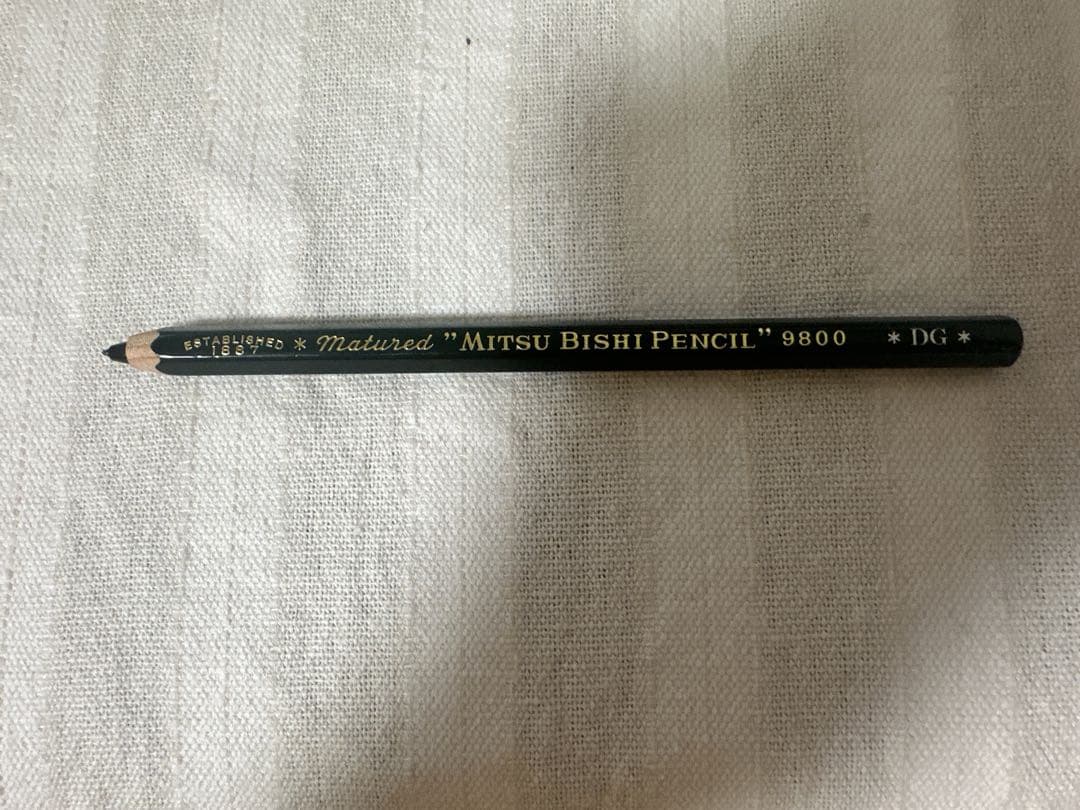 ESTABLISHED
1887
* Matured "MITSU BISHI PENCIL" 9800 * DG *